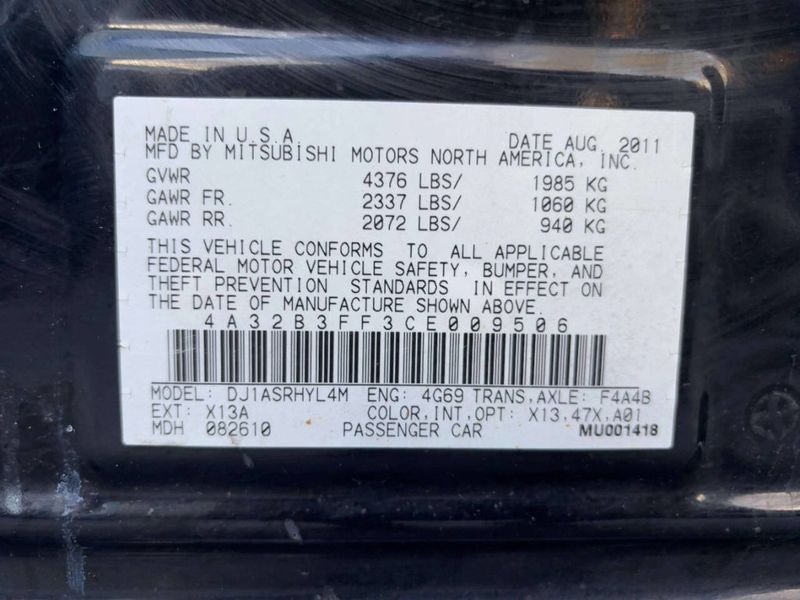 MADE IN U.S.A. DATE AUG. 2011
MFD BY MITSUBISHI MOTORS NORTH AMERICA, INC.
GVWR 4376 LBS/ 1985 KG
GAWR FR. 2337 LBS/ 1060 KG
GAWR RR. 2072 LBS/ 940 KG
THIS VEHICLE CONFORMS TO ALL APPLICABLE
FEDERAL MOTOR VEHICLE SAFETY, BUMPER, AND
THEFT PREVENTION STANDARDS IN EFFECT ON
THE DATE OF MANUFACTURE SHOWN ABOVE.
4A32B3FF3CE009506
MODEL: DJ1ASRHYL4M ENG: 4G69 TRANS,AXLE: F4A4B
EXT: X13A COLOR,INT,OPT: X13,47X,A01
MDH 082610 PASSENGER CAR MU001418